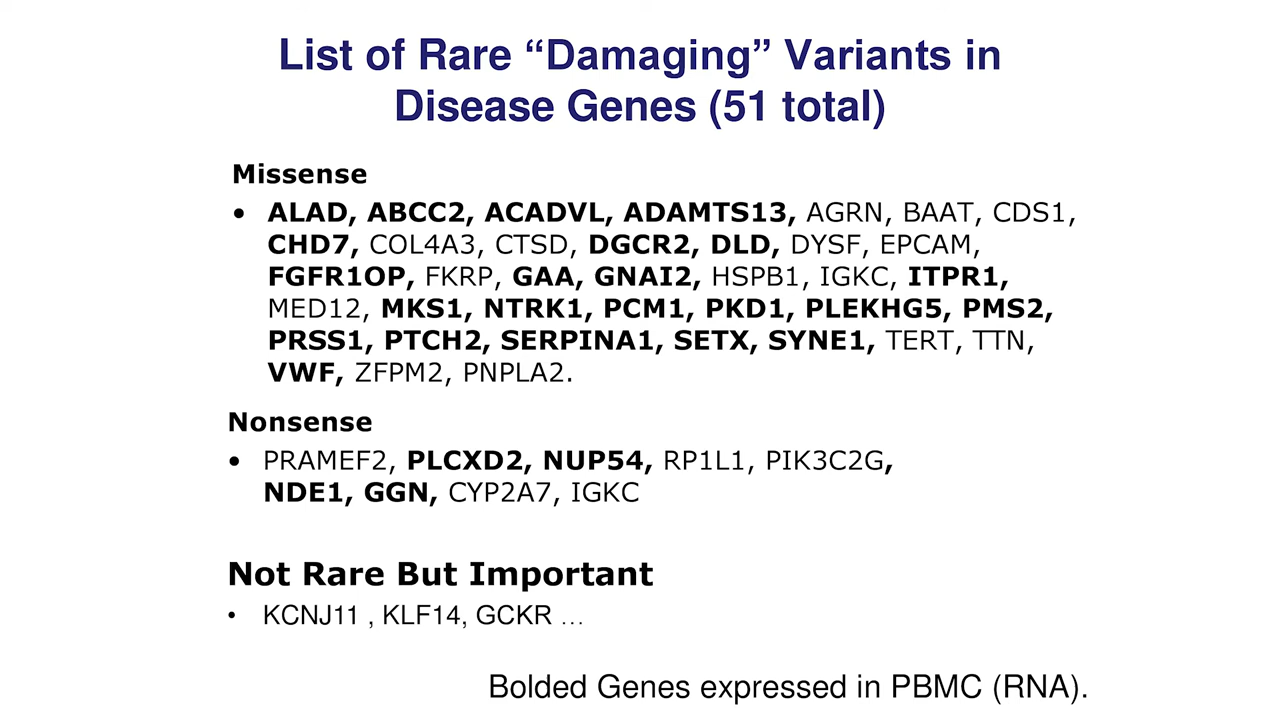 List of Rare “Damaging” Variants in
Disease Genes (51 total)
Missense
• ALAD, ABCC2, ACADVL, ADAMTS13, AGRN, BAAT, CDS1,
CHD7, COL4A3, CTSD, DGCR2, DLD, DYSF, EPCAM,
FGFR1OP, FKRP, GAA, GNAI2, HSPB1, IGKC, ITPR1,
MED12, MKS1, NTRK1, PCM1, PKD1, PLEKHG5, PMS2,
PRSS1, PTCH2, SERPINA1, SETX, SYNE1, TERT, TTN,
VWF, ZFPM2, PNPLA2.
Nonsense
• PRAMEF2, PLCXD2, NUP54, RP1L1, PIK3C2G,
NDE1, GGN, CYP2A7, IGKC
Not Rare But Important
• KCNJ11 , KLF14, GCKR …
Bolded Genes expressed in PBMC (RNA).